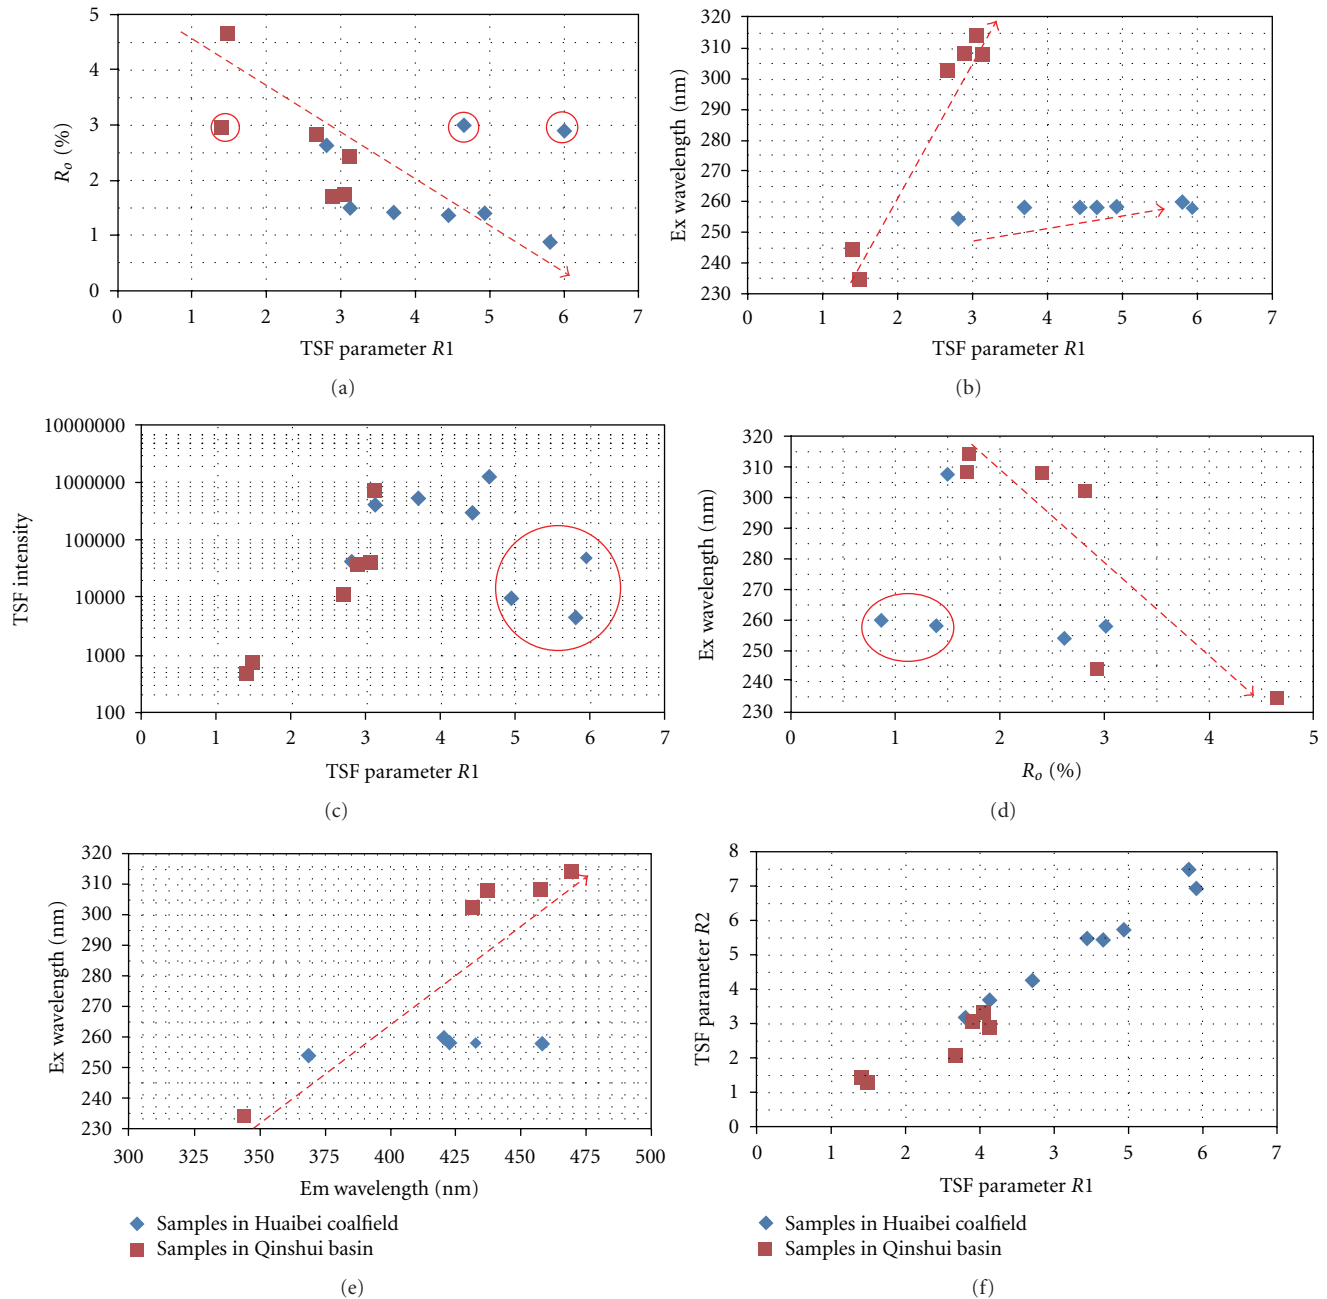 5
4
3
2
1
0
R_o (%)
0 1 2 3 4 5 6 7
TSF parameter R1
(a)
320
310
300
290
280
270
260
250
240
230
Ex wavelength (nm)
0 1 2 3 4 5 6 7
TSF parameter R1
(b)
10000000
1000000
100000
10000
1000
100
TSF intensity
0 1 2 3 4 5 6 7
TSF parameter R1
(c)
320
310
300
290
280
270
260
250
240
230
Ex wavelength (nm)
0 1 2 3 4 5
R_o (%)
(d)
320
310
300
290
280
270
260
250
240
230
Ex wavelength (nm)
300 325 350 375 400 425 450 475 500
Em wavelength (nm)
Samples in Huaibei coalfield
Samples in Qinshui basin
(e)
8
7
6
5
4
3
2
1
0
TSF parameter R2
0 1 2 4 3 5 6 7
TSF parameter R1
Samples in Huaibei coalfield
Samples in Qinshui basin
(f)